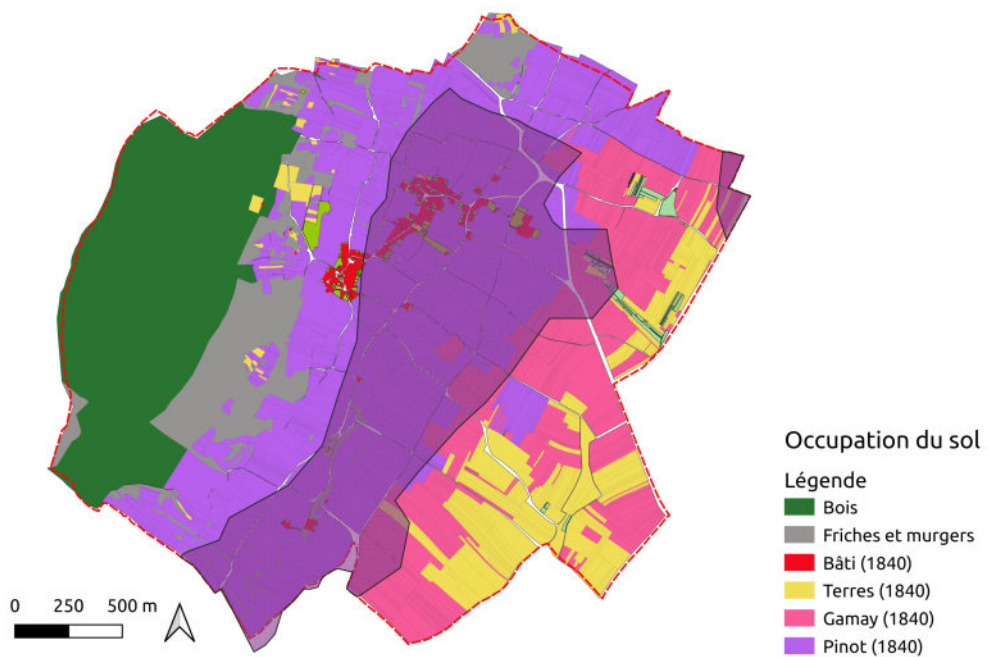 Occupation du sol
Légende
Bois
Friches et murgers
Bâti (1840)
Terres (1840)
Gamay (1840)
Pinot (1840)
0 250 500 m